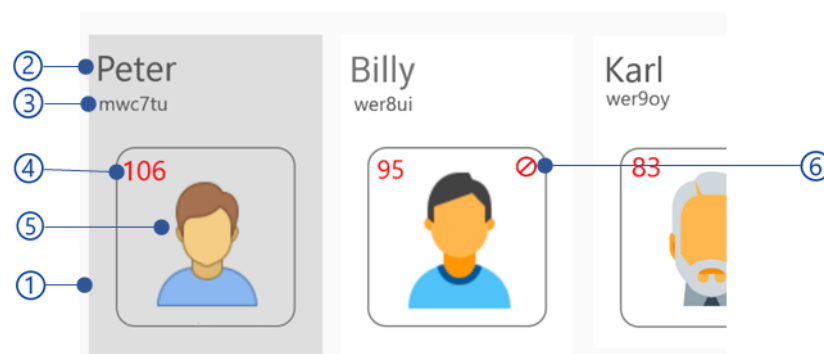 ② Peter Billy Karl
③ mwc7tu wer8ui wer9oy
④ 106 95 83 ⑥
⑤
①